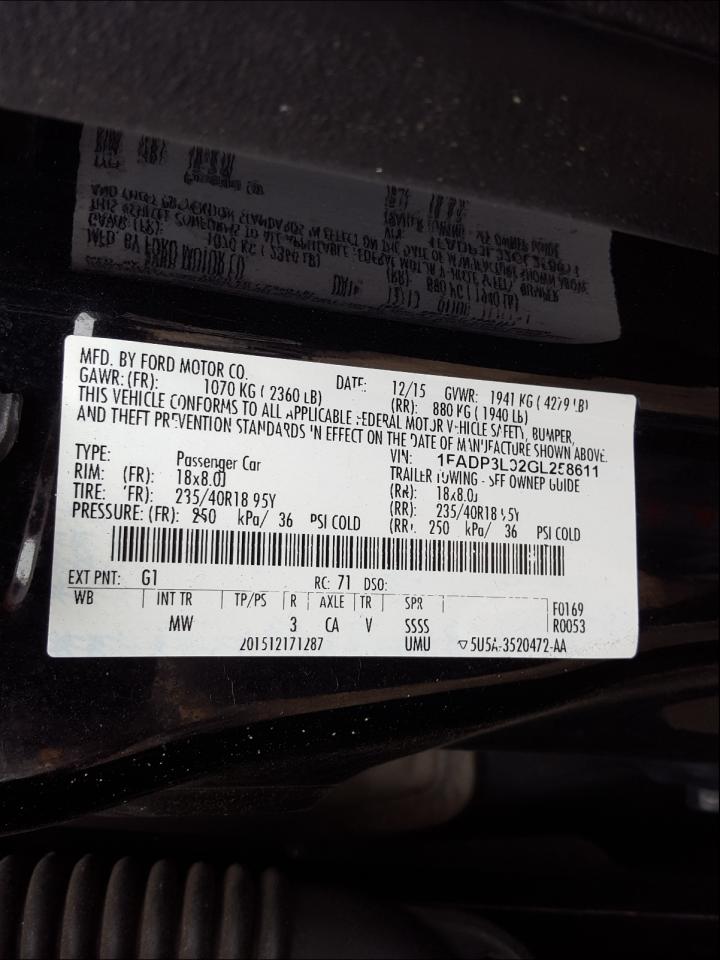 MFD. BY FORD MOTOR CO. DATE: 12/15 GVWR: 1941 KG ( 4279 LB)
GAWR: (FR): 1070 KG ( 2360 LB) (RR): 880 KG ( 1940 LB)
THIS VEHICLE CONFORMS TO ALL APPLICABLE FEDERAL MOTOR VEHICLE SAFETY, BUMPER,
AND THEFT PREVENTION STANDARDS IN EFFECT ON THE DATE OF MANUFACTURE SHOWN ABOVE.
VIN: 1FADP3L92GL258611
TYPE: Passenger Car TRAILER TOWING - SEE OWNER GUIDE
RIM: (FR): 18x8.0J (RR): 18x8.0J
TIRE: (FR): 235/40R18 95Y (RR): 235/40R18 95Y
PRESSURE: (FR): 250 kPa/ 36 PSI COLD (RR): 250 kPa/ 36 PSI COLD
EXT PNT: G1 RC: 71 DSO:
WB INT TR TP/PS R AXLE TR SPR F0169
MW 3 CA V SSSS R0053
201512171287 UMU ▽5U5A-3520472-AA